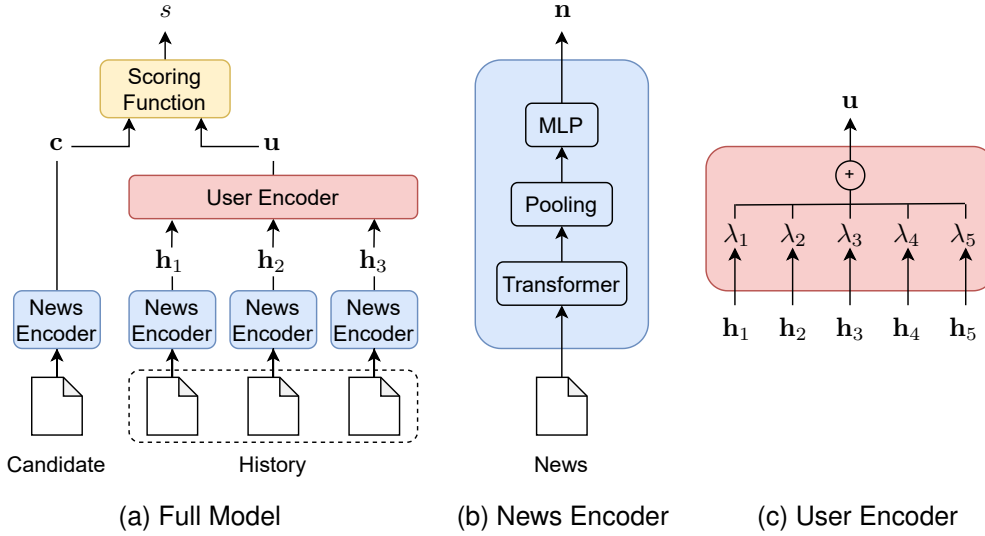 s
Scoring
Function
c
u
User Encoder
h₁
h₂
h₃
News
Encoder
News
Encoder
News
Encoder
News
Encoder
Candidate
History
(a) Full Model
n
MLP
Pooling
Transformer
News
(b) News Encoder
u
+
λ₁
λ₂
λ₃
λ₄
λ₅
h₁
h₂
h₃
h₄
h₅
(c) User Encoder